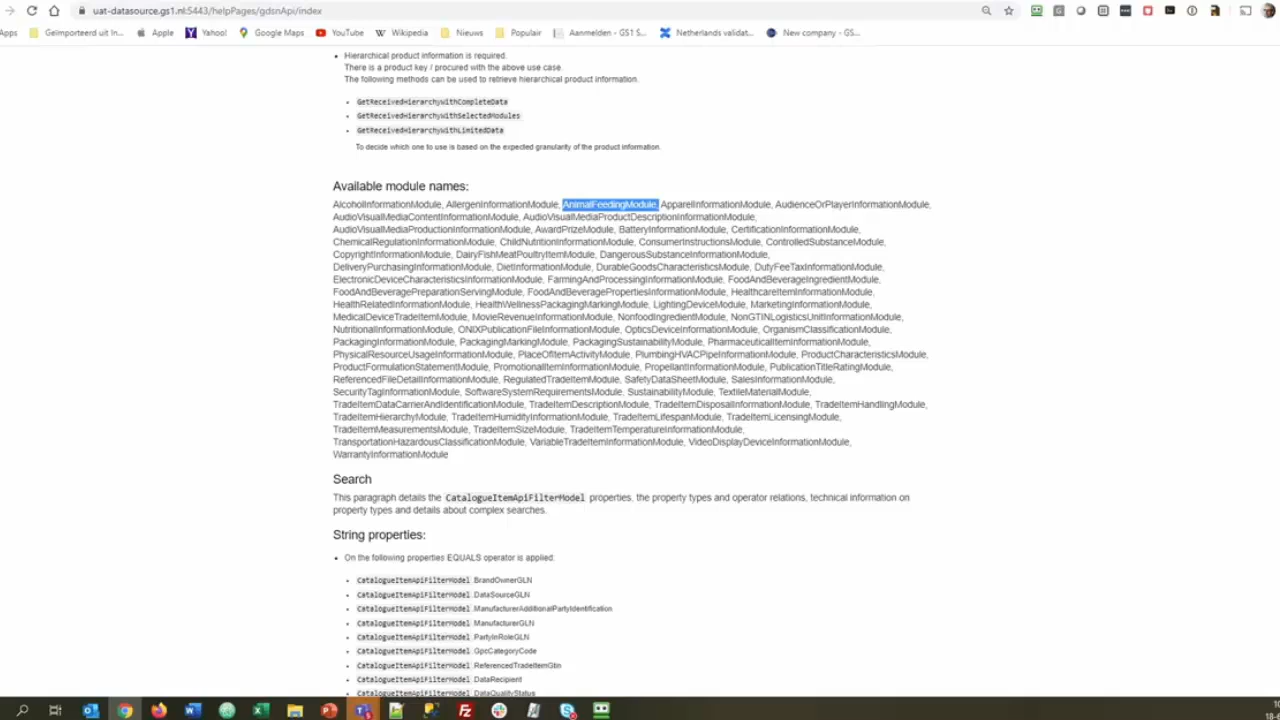 uat-datasource.gs1.nl:5443/helpPages/gdsnApi/index
Apps Geïmporteerd uit In... Apple Yahoo! Google Maps YouTube Wikipedia Nieuws Populair Aanmelden - GS1 S... Netherlands validat... New company - GS...
• Hierarchical product information is required.
There is a product key / procured with the above use case.
The following methods can be used to retrieve hierarchical product information.
• GetReceivedHierarchywithCompleteData
• GetReceivedHierarchywithSelectedModules
• GetReceivedHierarchywithLimitedData
To decide which one to use is based on the expected granularity of the product information.
Available module names:
AlcoholInformationModule, AllergenInformationModule, AnimalFeedingModule, ApparelInformationModule, AudienceOrPlayerInformationModule,
AudioVisualMediaContentInformationModule, AudioVisualMediaProductDescriptionInformationModule,
AudioVisualMediaProductionInformationModule, AwardPrizeModule, BatteryInformationModule, CertificationInformationModule,
ChemicalRegulationInformationModule, ChildNutritionInformationModule, ConsumerInstructionsModule, ControlledSubstanceModule,
CopyrightInformationModule, DairyFishMeatPoultryItemModule, DangerousSubstanceInformationModule,
DeliveryPurchasingInformationModule, DietInformationModule, DurableGoodsCharacteristicsModule, DutyFeeTaxInformationModule,
ElectronicDeviceCharacteristicsInformationModule, FarmingAndProcessingInformationModule, FoodAndBeverageIngredientModule,
FoodAndBeveragePreparationServingModule, FoodAndBeveragePropertiesInformationModule, HealthcareItemInformationModule,
HealthRelatedInformationModule, HealthWellnessPackagingMarkingModule, LightingDeviceModule, MarketingInformationModule,
MedicalDeviceTradeItemModule, MovieRevenueInformationModule, NonfoodIngredientModule, NonGTINLogisticsUnitInformationModule,
NutritionalInformationModule, ONIXPublicationFileInformationModule, OpticsDeviceInformationModule, OrganismClassificationModule,
PackagingInformationModule, PackagingMarkingModule, PackagingSustainabilityModule, PharmaceuticalItemInformationModule,
PhysicalResourceUsageInformationModule, PlaceOfItemActivityModule, PlumbingHVACPipeInformationModule, ProductCharacteristicsModule,
ProductFormulationStatementModule, PromotionalItemInformationModule, PropellantInformationModule, PublicationTitleRatingModule,
ReferencedFileDetailInformationModule, RegulatedTradeItemModule, SafetyDataSheetModule, SalesInformationModule,
SecurityTagInformationModule, SoftwareSystemRequirementsModule, SustainabilityModule, TextileMaterialModule,
TradeItemDataCarrierAndIdentificationModule, TradeItemDescriptionModule, TradeItemDisposalInformationModule, TradeItemHandlingModule,
TradeItemHierarchyModule, TradeItemHumidityInformationModule, TradeItemLifespanModule, TradeItemLicensingModule,
TradeItemMeasurementsModule, TradeItemSizeModule, TradeItemTemperatureInformationModule,
TransportationHazardousClassificationModule, VariableTradeItemInformationModule, VideoDisplayDeviceInformationModule,
WarrantyInformationModule
Search
This paragraph details the CatalogueItemApiFilterModel properties, the property types and operator relations, technical information on
property types and details about complex searches.
String properties:
• On the following properties EQUALS operator is applied:
• CatalogueItemApiFilterModel.BrandOwnerGLN
• CatalogueItemApiFilterModel.DataSourceGLN
• CatalogueItemApiFilterModel.ManufacturerAdditionalPartyIdentification
• CatalogueItemApiFilterModel.ManufacturerGLN
• CatalogueItemApiFilterModel.PartyInRoleGLN
• CatalogueItemApiFilterModel.GpcCategoryCode
• CatalogueItemApiFilterModel.ReferencedTradeItemGtin
• CatalogueItemApiFilterModel.DataRecipient
• CatalogueItemApiFilterModel.DataQualityStatus